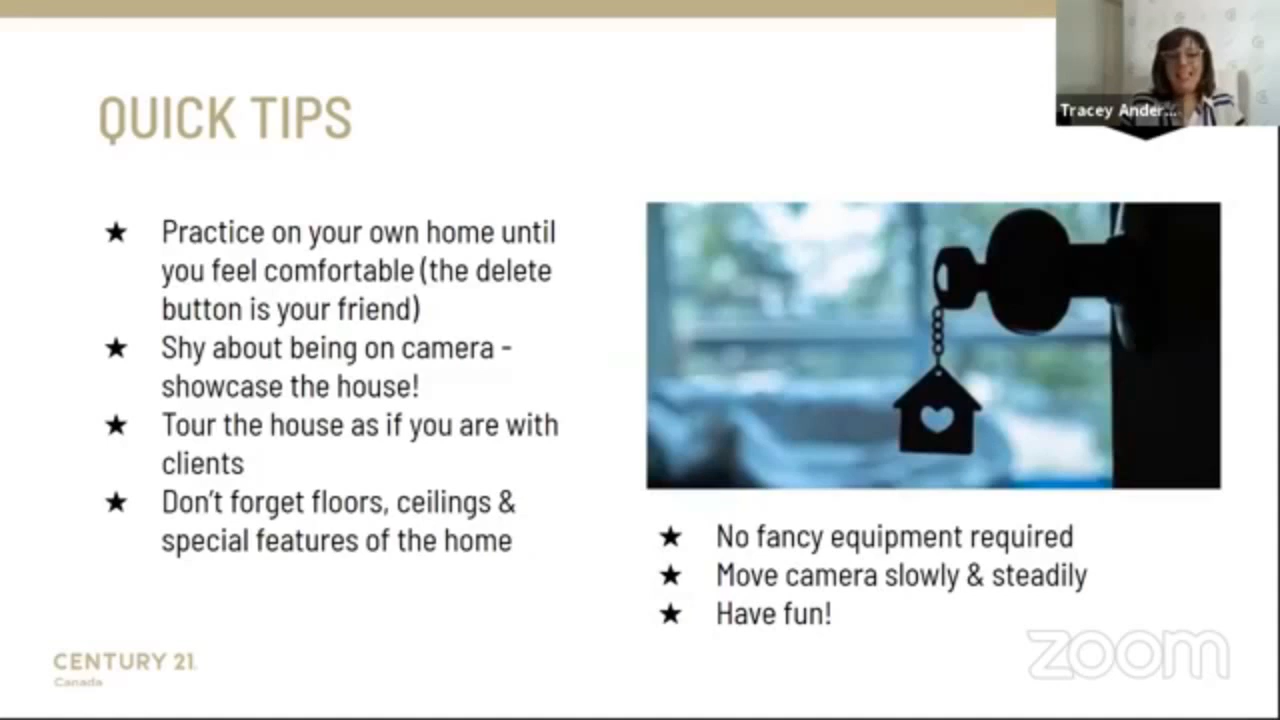 QUICK TIPS
Tracey Ander...
★ Practice on your own home until
you feel comfortable (the delete
button is your friend)
★ Shy about being on camera -
showcase the house!
★ Tour the house as if you are with
clients
★ Don't forget floors, ceilings &
special features of the home
★ No fancy equipment required
★ Move camera slowly & steadily
★ Have fun!
CENTURY 21
Canada
zoom